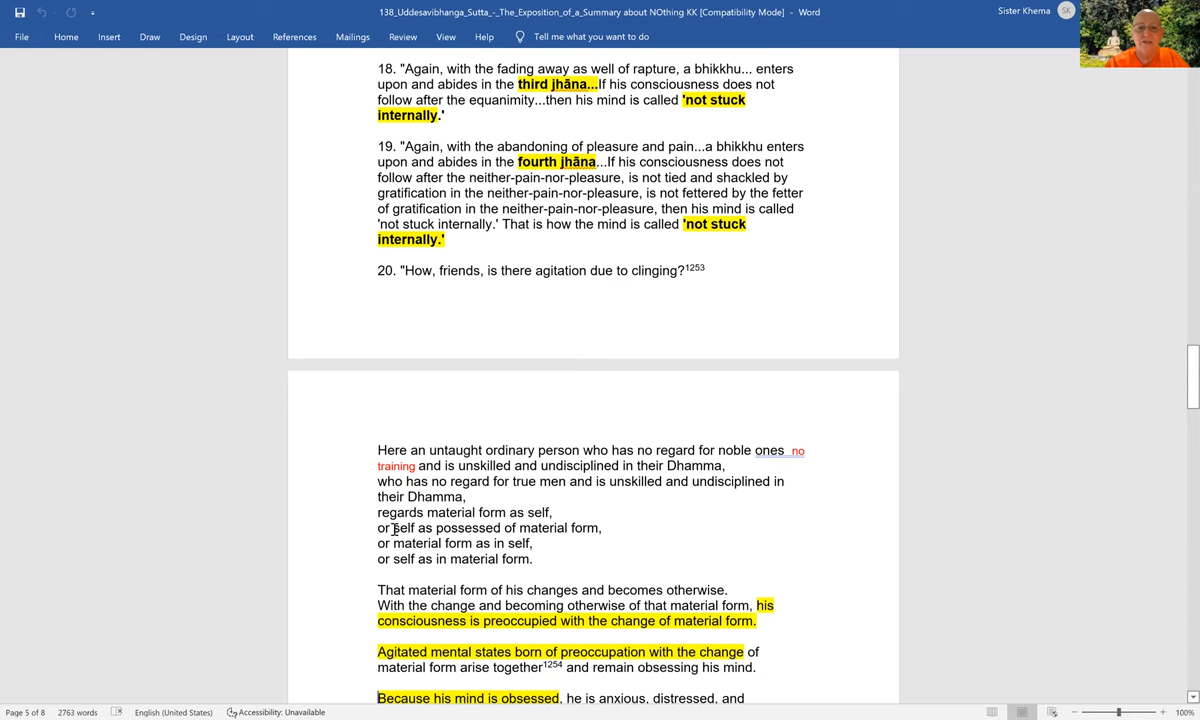 138_Uddesavibhanga_Sutta_-_The_Exposition_of_a_Summary about NOthing KK [Compatibility Mode] - Word
Sister Khema SK
File Home Insert Draw Design Layout References Mailings Review View Help Tell me what you want to do
18. "Again, with the fading away as well of rapture, a bhikkhu... enters
upon and abides in the third jhāna...If his consciousness does not
follow after the equanimity...then his mind is called 'not stuck
internally.'
19. "Again, with the abandoning of pleasure and pain...a bhikkhu enters
upon and abides in the fourth jhāna...If his consciousness does not
follow after the neither-pain-nor-pleasure, is not tied and shackled by
gratification in the neither-pain-nor-pleasure, is not fettered by the fetter
of gratification in the neither-pain-nor-pleasure, then his mind is called
'not stuck internally.' That is how the mind is called 'not stuck
internally.'
20. "How, friends, is there agitation due to clinging?1253
Here an untaught ordinary person who has no regard for noble ones no
training and is unskilled and undisciplined in their Dhamma,
who has no regard for true men and is unskilled and undisciplined in
their Dhamma,
regards material form as self,
or self as possessed of material form,
or material form as in self,
or self as in material form.
That material form of his changes and becomes otherwise.
With the change and becoming otherwise of that material form, his
consciousness is preoccupied with the change of material form.
Agitated mental states born of preoccupation with the change of
material form arise together1254 and remain obsessing his mind.
Because his mind is obsessed, he is anxious, distressed, and
Page 5 of 8 2763 words English (United States) Accessibility: Unavailable 100%